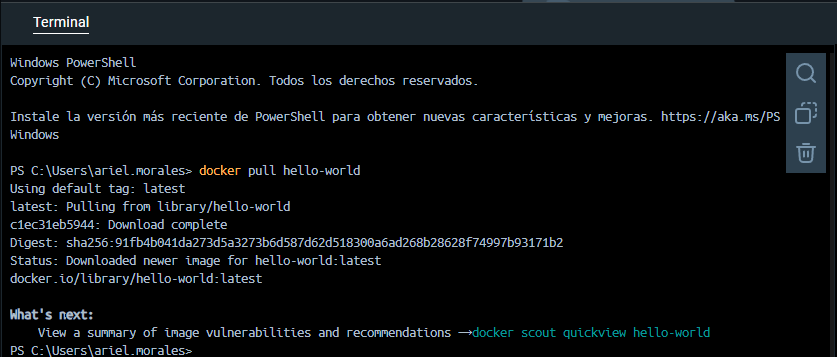 Terminal
Windows PowerShell
Copyright (C) Microsoft Corporation. Todos los derechos reservados.
Instale la versión más reciente de PowerShell para obtener nuevas características y mejoras. https://aka.ms/PS
Windows
PS C:\Users\ariel.morales> docker pull hello-world
Using default tag: latest
latest: Pulling from library/hello-world
c1ec31eb5944: Download complete
Digest: sha256:91fb4b041da273d5a3273b6d587d62d518300a6ad268b28628f74997b93171b2
Status: Downloaded newer image for hello-world:latest
docker.io/library/hello-world:latest
What's next:
View a summary of image vulnerabilities and recommendations → docker scout quickview hello-world
PS C:\Users\ariel.morales>